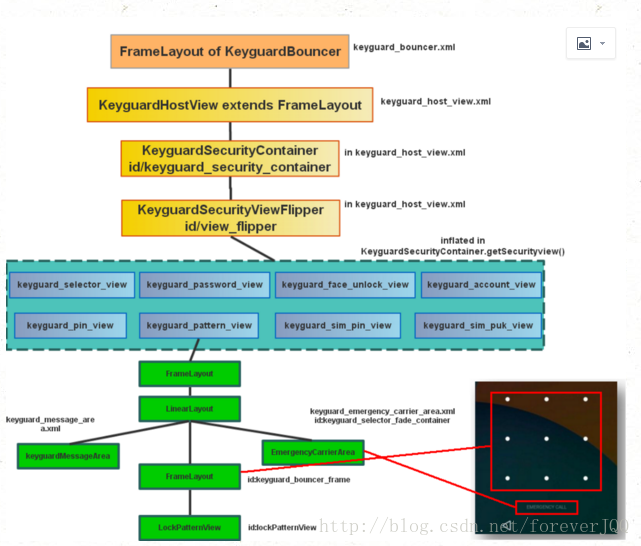 FrameLayout of KeyguardBouncer
keyguard_bouncer.xml
KeyguardHostView extends FrameLayout
keyguard_host_view.xml
KeyguardSecurityContainer
id/keyguard_security_container
in keyguard_host_view.xml
KeyguardSecurityViewFlipper
id/view_flipper
in keyguard_host_view.xml
inflated in
KeyguardSecurityContainer.getSecurityview()
keyguard_selector_view
keyguard_password_view
keyguard_face_unlock_view
keyguard_account_view
keyguard_pin_view
keyguard_pattern_view
keyguard_sim_pin_view
keyguard_sim_puk_view
FrameLayout
LinearLayout
keyguard_message_are
a.xml
keyguard_emergency_carrier_area.xml
id:keyguard_selector_fade_container
keyguardMessageArea
EmergencyCarrierArea
FrameLayout
id:keyguard_bouncer_frame
LockPatternView
id:lockPatternView
EMERGENCY CALL
http://blog.csdn.net/foreverJQQ